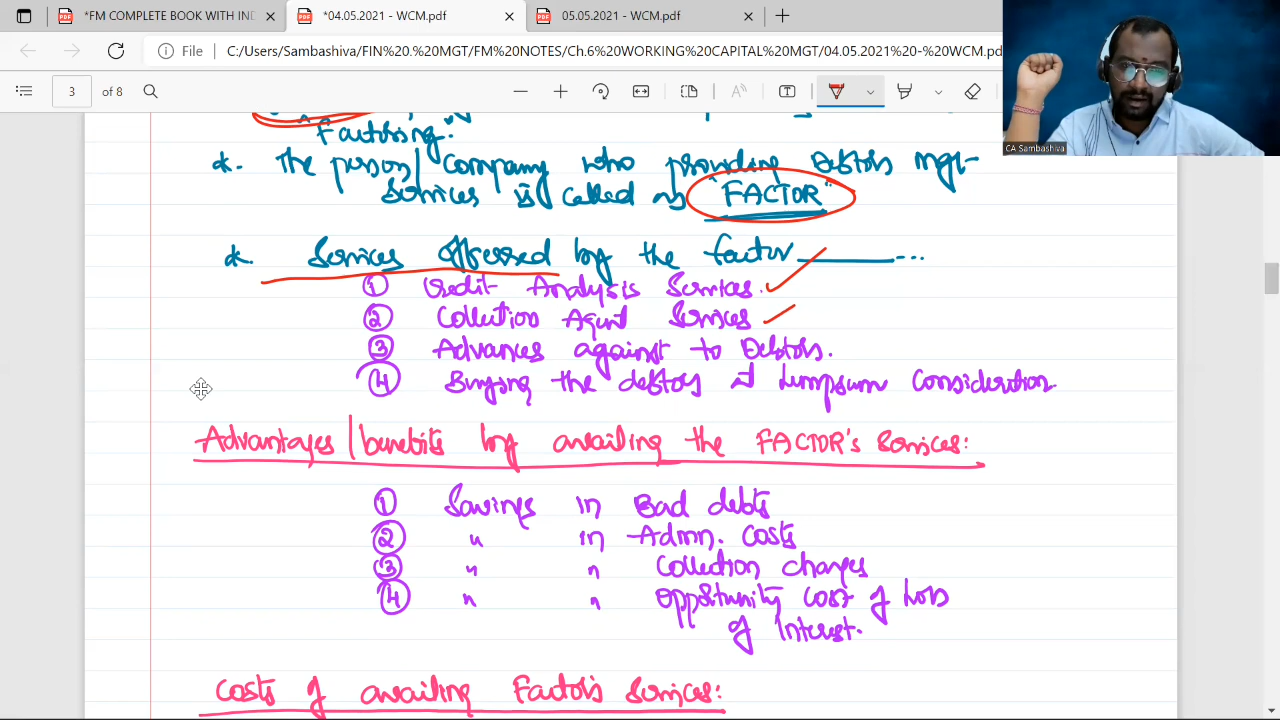 *FM COMPLETE BOOK WITH IND
*04.05.2021 - WCM.pdf
05.05.2021 - WCM.pdf
File
C:/Users/Sambashiva/FIN%20.%20MGT/FM%20NOTES/Ch.6%20WORKING%20CAPITAL%20MGT/04.05.2021%20-%20WCM.pd
3 of 8
CA Sambashiva
Factoring".
*. The person/Company who providing Debtors mgt
services is called as "FACTOR"
*. Services offered by the factor ______...
① Credit Analysis Services.
② Collection Agent Services
③ Advances against to Debtors.
④ Buying the debtors at lumpsum consideration
Advantages/benefits by availing the FACTOR's services:
① Savings in Bad debts
② " in Admn. costs
③ " " Collection charges
④ " " opportunity cost of loss
of Interest.
Costs of availing Factor's services: